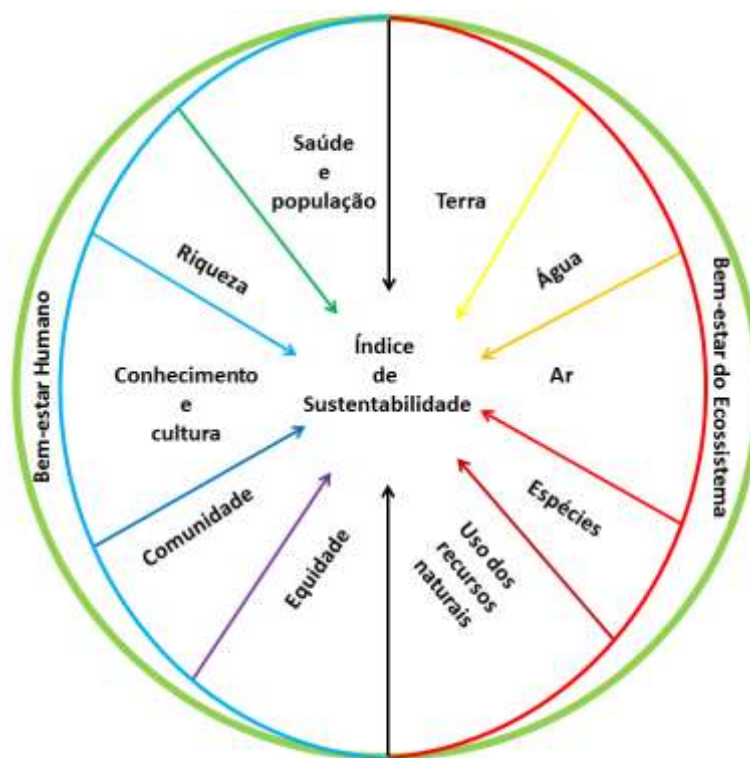 Saúde
e
população
Terra
Riqueza
Água
Bem-estar Humano
Bem-estar do Ecossistema
Índice
de
Sustentabilidade
Conhecimento
e
cultura
Ar
Comunidade
Espécies
Equidade
Uso dos
recursos
naturais